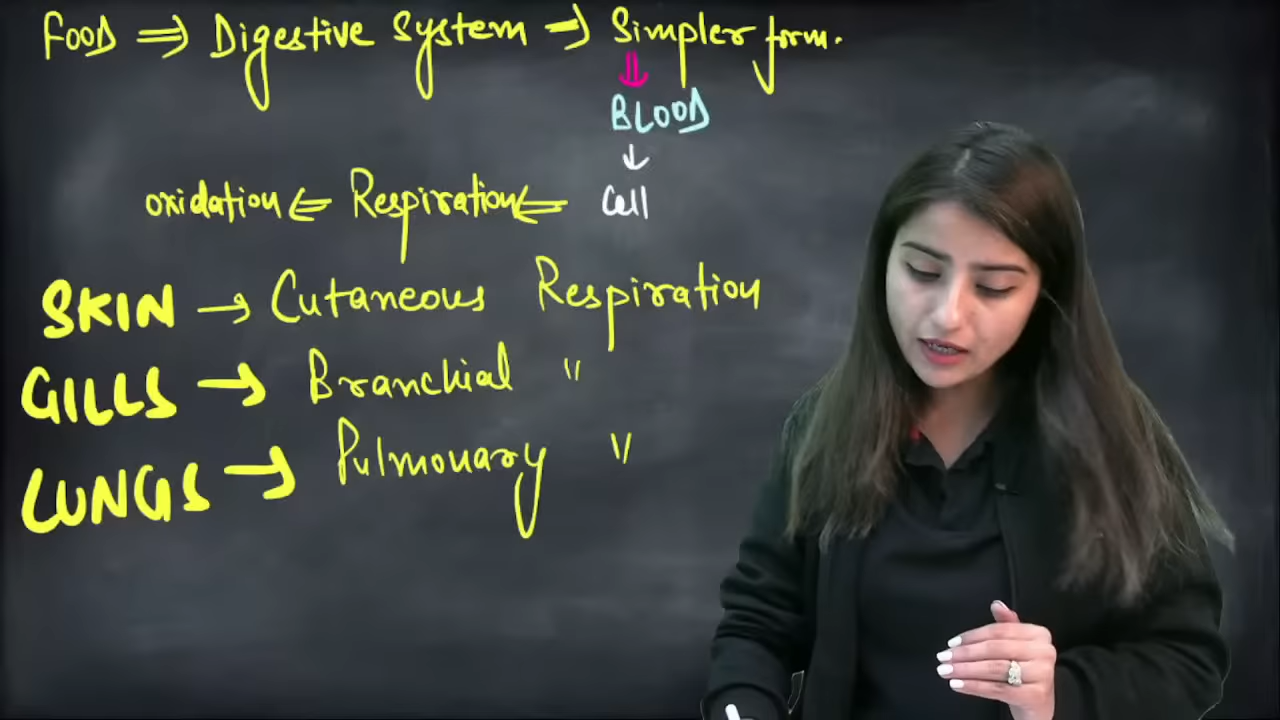 FOOD ⇒ Digestive System → Simpler form.
⇓
BLOOD
↓
oxidation ⇐ Respiration ⇐ Cell
SKIN → Cutaneous Respiration
GILLS → Branchial "
LUNGS → Pulmonary "